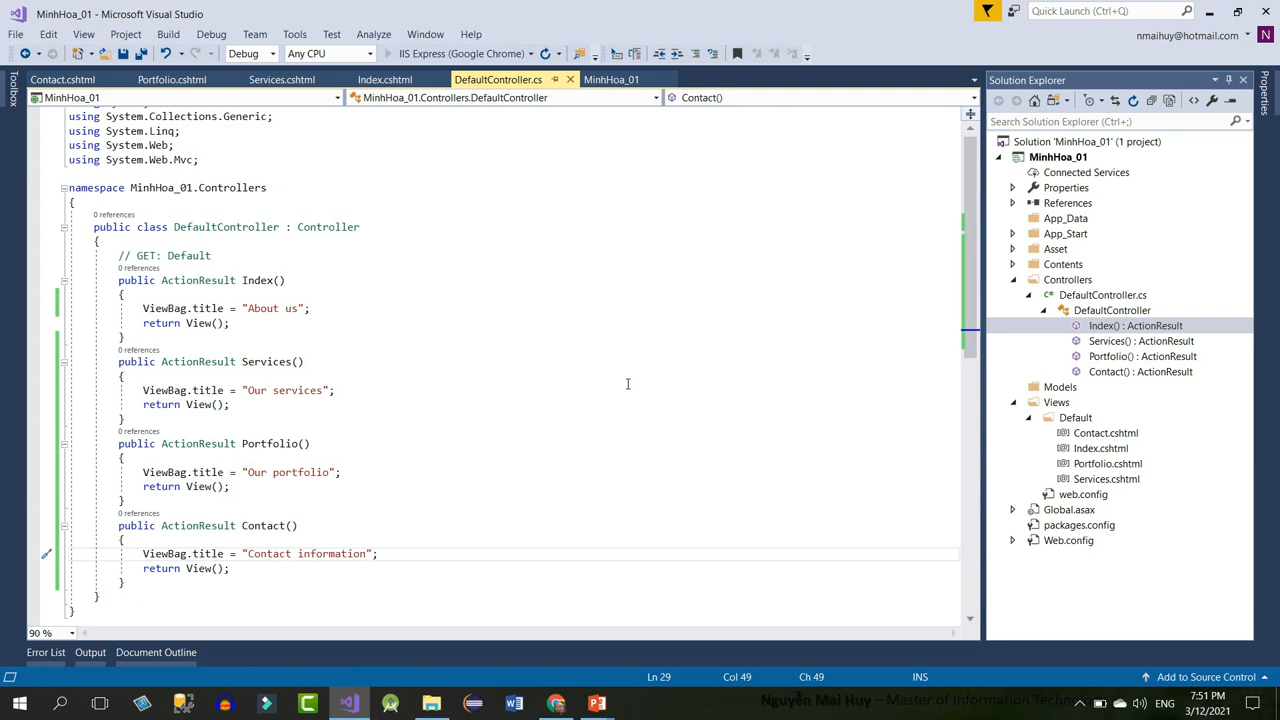 MinhHoa_01 - Microsoft Visual Studio
Quick Launch (Ctrl+Q)
File Edit View Project Build Debug Team Tools Test Analyze Window Help
nmaihuy@hotmail.com N
Debug Any CPU IIS Express (Google Chrome)
Toolbox
Contact.cshtml Portfolio.cshtml Services.cshtml Index.cshtml DefaultController.cs MinhHoa_01
MinhHoa_01 MinhHoa_01.Controllers.DefaultController Contact()
using System.Collections.Generic;
using System.Linq;
using System.Web;
using System.Web.Mvc;
namespace MinhHoa_01.Controllers
{
0 references
public class DefaultController : Controller
{
// GET: Default
0 references
public ActionResult Index()
{
ViewBag.title = "About us";
return View();
}
0 references
public ActionResult Services()
{
ViewBag.title = "Our services";
return View();
}
0 references
public ActionResult Portfolio()
{
ViewBag.title = "Our portfolio";
return View();
}
0 references
public ActionResult Contact()
{
ViewBag.title = "Contact information";
return View();
}
}
}
90 %
Solution Explorer
Properties
Search Solution Explorer (Ctrl+;)
Solution 'MinhHoa_01' (1 project)
MinhHoa_01
Connected Services
Properties
References
App_Data
App_Start
Asset
Contents
Controllers
DefaultController.cs
DefaultController
Index() : ActionResult
Services() : ActionResult
Portfolio() : ActionResult
Contact() : ActionResult
Models
Views
Default
Contact.cshtml
Index.cshtml
Portfolio.cshtml
Services.cshtml
web.config
Global.asax
packages.config
Web.config
Error List Output Document Outline
Ln 29 Col 49 Ch 49 INS Add to Source Control
Nguyễn Mai Huy – Master of Information Techno
7:51 PM
3/12/2021